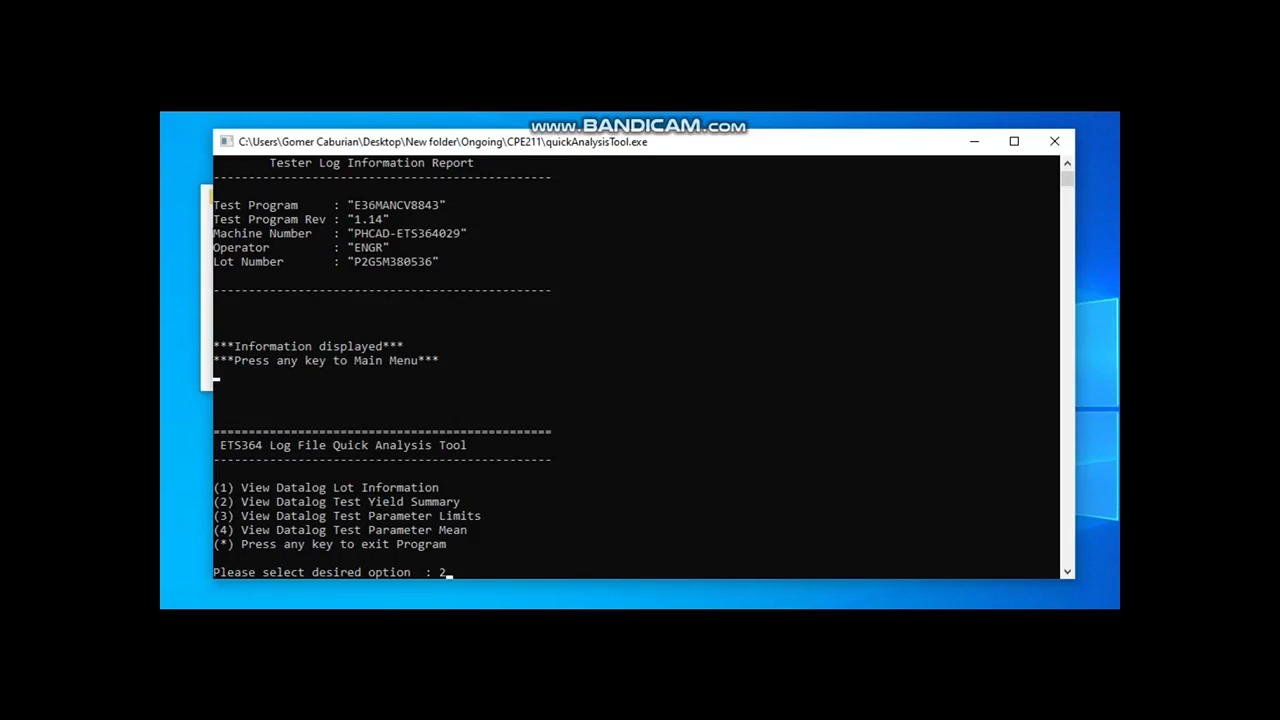 www.BANDICAM.com
C:\Users\Gomer Caburian\Desktop\New folder\Ongoing\CPE211\quickAnalysisTool.exe
Tester Log Information Report
------------------------------------------------
Test Program     : "E36MANCV8843"
Test Program Rev : "1.14"
Machine Number   : "PHCAD-ETS364029"
Operator         : "ENGR"
Lot Number       : "P2G5M380536"
------------------------------------------------
***Information displayed***
***Press any key to Main Menu***
================================================
ETS364 Log File Quick Analysis Tool
------------------------------------------------
(1) View Datalog Lot Information
(2) View Datalog Test Yield Summary
(3) View Datalog Test Parameter Limits
(4) View Datalog Test Parameter Mean
(*) Press any key to exit Program
Please select desired option  : 2